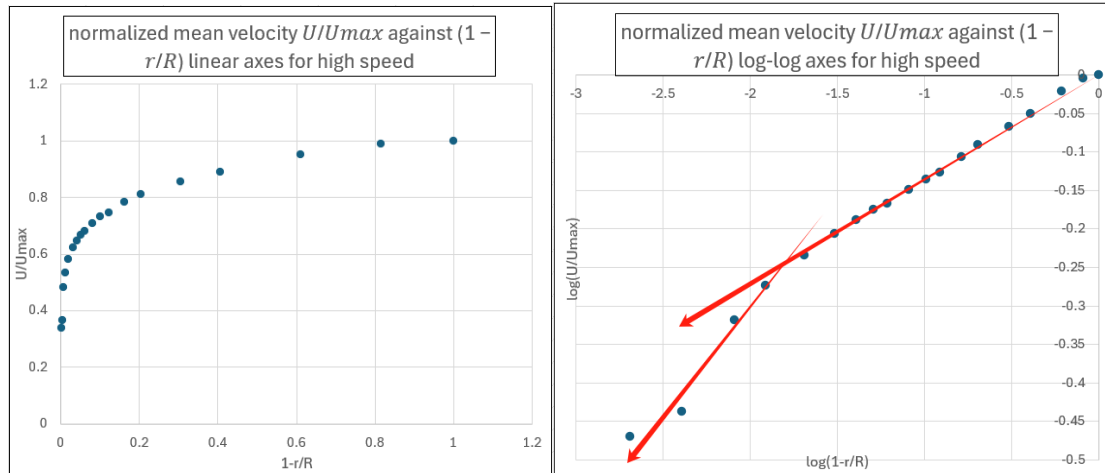 normalized mean velocity U/Umax against (1 −
r/R) linear axes for high speed
1.2
1
0.8
0.6
0.4
0.2
0
U/Umax
0 0.2 0.4 0.6 0.8 1 1.2
1-r/R
normalized mean velocity U/Umax against (1 −
r/R) log-log axes for high speed
-3 -2.5 -2 -1.5 -1 -0.5 0
0
-0.05
-0.1
-0.15
-0.2
-0.25
-0.3
-0.35
-0.4
-0.45
-0.5
log(U/Umax)
log(1-r/R)